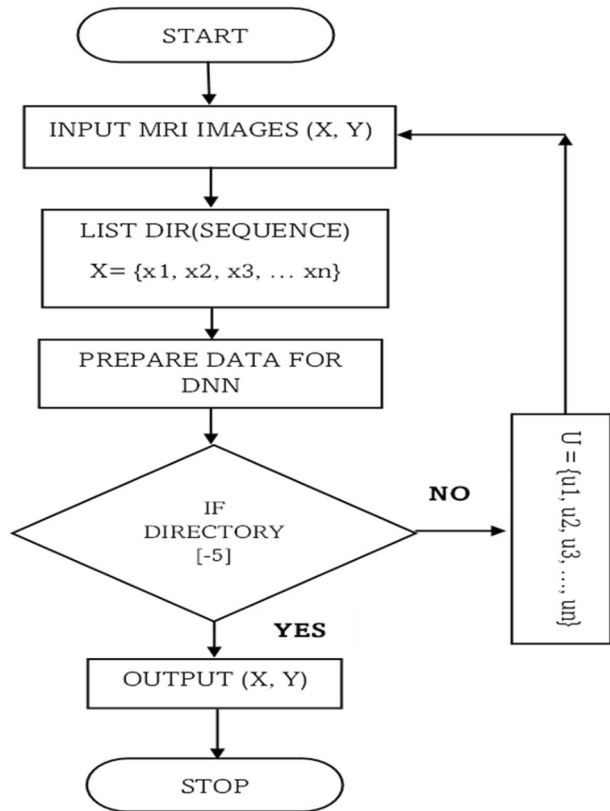 START
INPUT MRI IMAGES (X, Y)
LIST DIR(SEQUENCE)
X= {x1, x2, x3, … xn}
PREPARE DATA FOR
DNN
IF
DIRECTORY
[-5]
NO
U = {u1, u2, u3, ..., un}
YES
OUTPUT (X, Y)
STOP